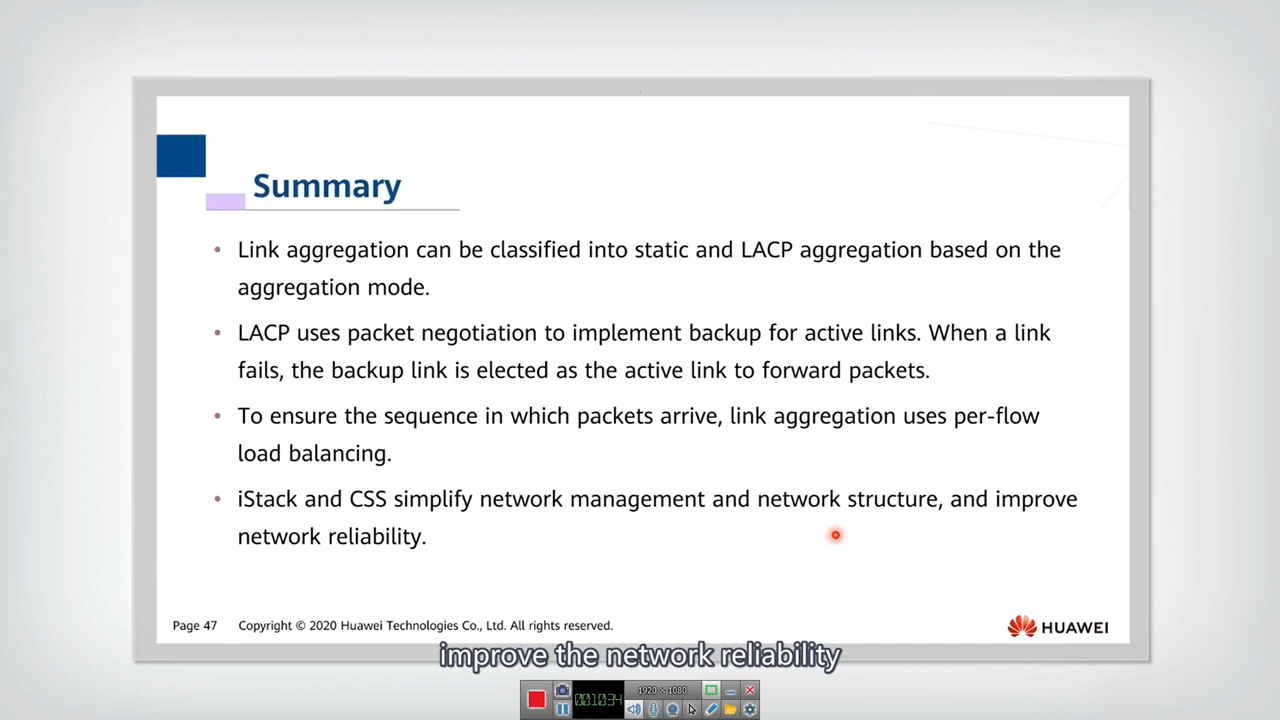 Summary
• Link aggregation can be classified into static and LACP aggregation based on the
aggregation mode.
• LACP uses packet negotiation to implement backup for active links. When a link
fails, the backup link is elected as the active link to forward packets.
• To ensure the sequence in which packets arrive, link aggregation uses per-flow
load balancing.
• iStack and CSS simplify network management and network structure, and improve
network reliability.
Page 47 Copyright © 2020 Huawei Technologies Co., Ltd. All rights reserved.
HUAWEI
improve the network reliability
1920 × 1080